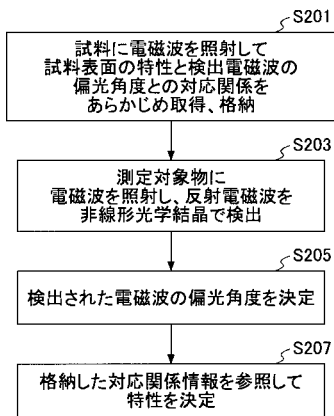 S201
試料に電磁波を照射して
試料表面の特性と検出電磁波の
偏光角度との対応関係を
あらかじめ取得、格納
S203
測定対象物に
電磁波を照射し、反射電磁波を
非線形光学結晶で検出
S205
検出された電磁波の偏光角度を決定
S207
格納した対応関係情報を参照して
特性を決定